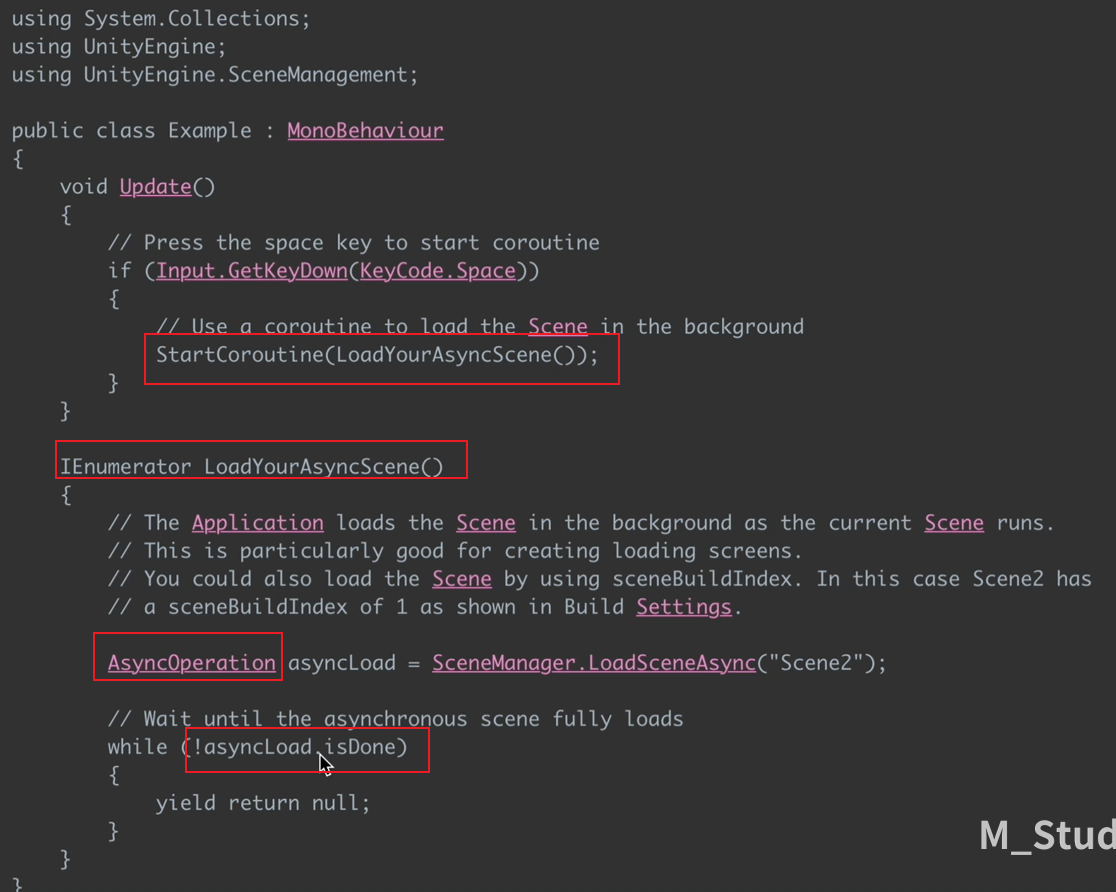 using System.Collections;
using UnityEngine;
using UnityEngine.SceneManagement;
public class Example : MonoBehaviour
{
void Update()
{
// Press the space key to start coroutine
if (Input.GetKeyDown(KeyCode.Space))
{
// Use a coroutine to load the Scene in the background
StartCoroutine(LoadYourAsyncScene());
}
}
IEnumerator LoadYourAsyncScene()
{
// The Application loads the Scene in the background as the current Scene runs.
// This is particularly good for creating loading screens.
// You could also load the Scene by using sceneBuildIndex. In this case Scene2 has
// a sceneBuildIndex of 1 as shown in Build Settings.
AsyncOperation asyncLoad = SceneManager.LoadSceneAsync("Scene2");
// Wait until the asynchronous scene fully loads
while (!asyncLoad.isDone)
{
yield return null;
}
M_Stud
}
}